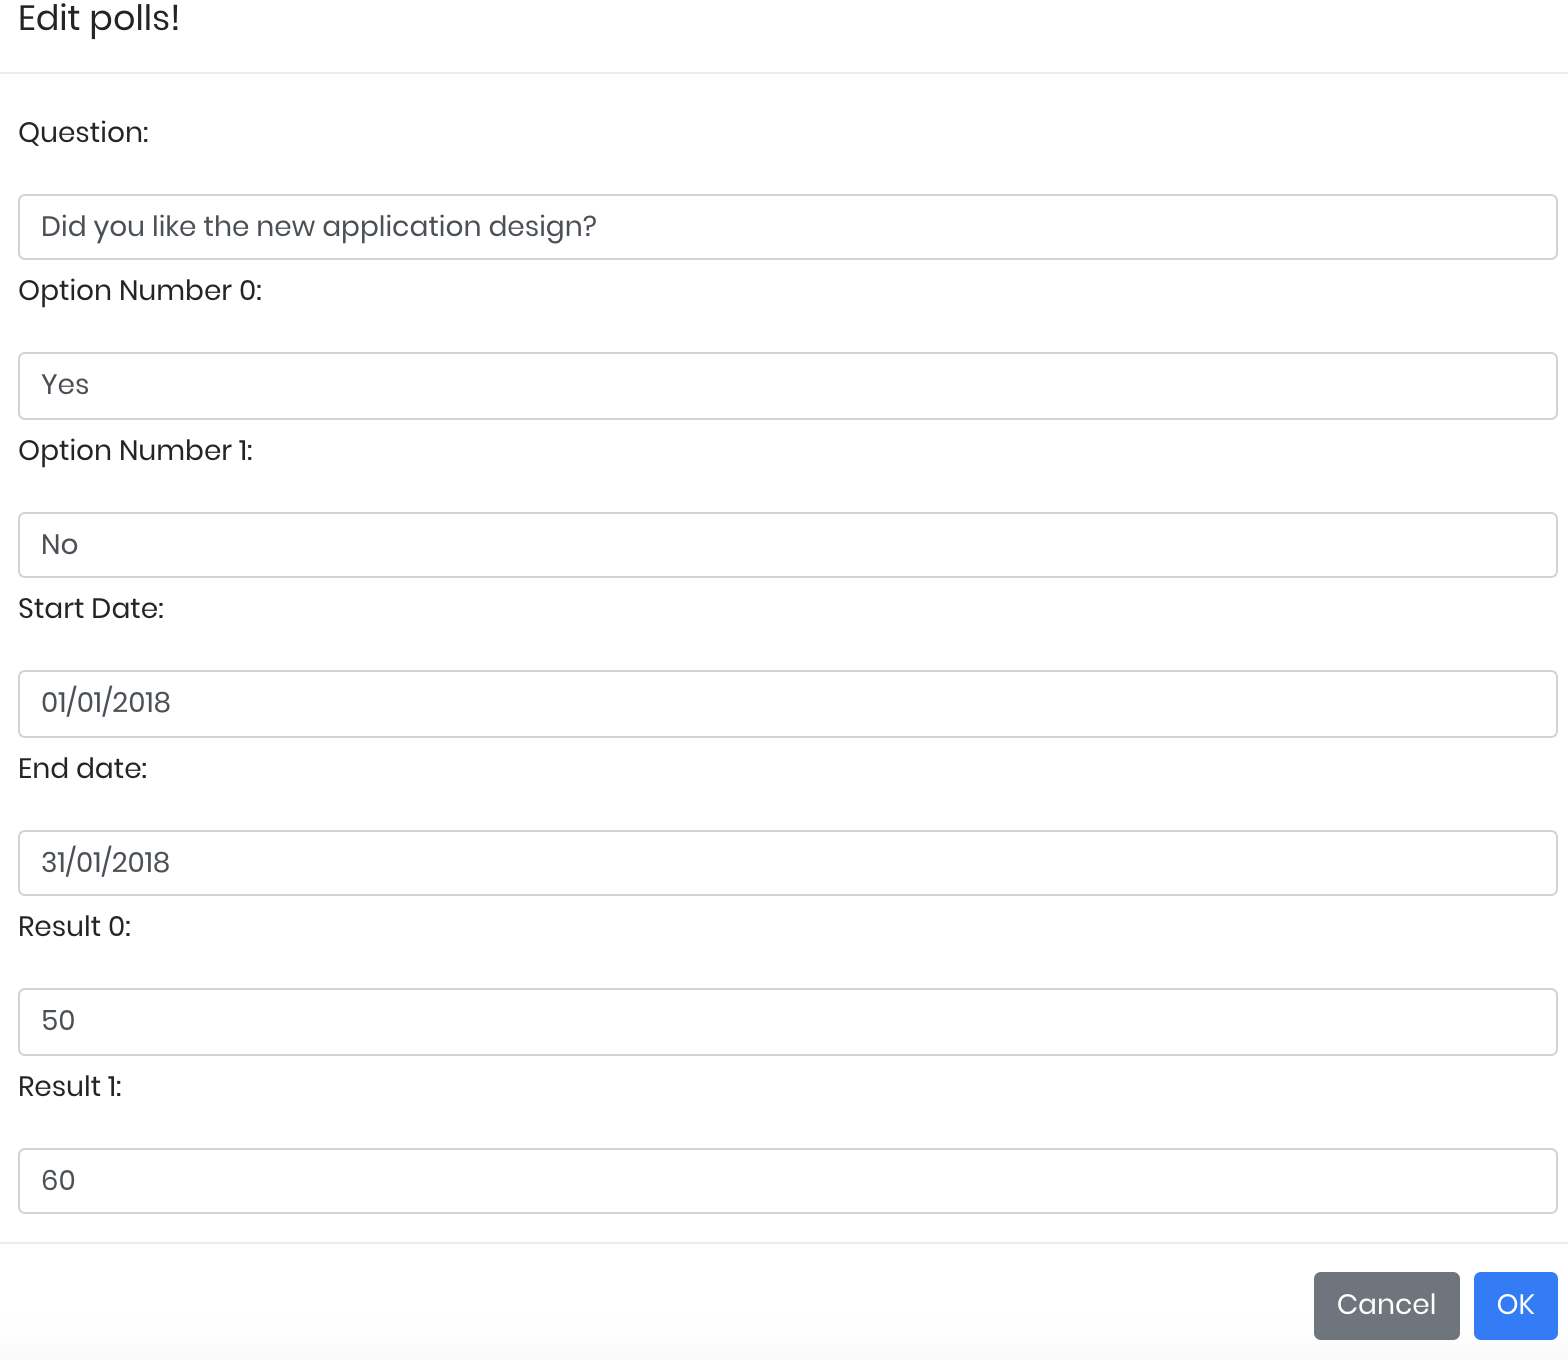 Edit polls!
Question:
Did you like the new application design?
Option Number 0:
Yes
Option Number 1:
No
Start Date:
01/01/2018
End date:
31/01/2018
Result 0:
50
Result 1:
60
Cancel OK